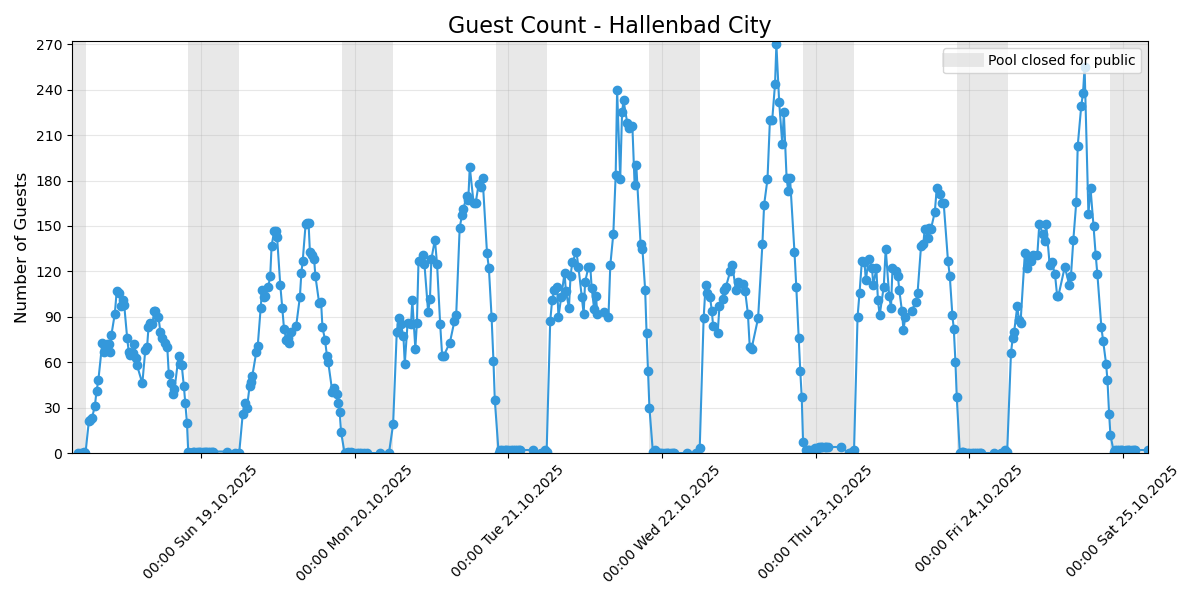 Guest Count - Hallenbad City
Pool closed for public
Number of Guests
270
240
210
180
150
120
90
60
30
0
00:00 Sun 19.10.2025
00:00 Mon 20.10.2025
00:00 Tue 21.10.2025
00:00 Wed 22.10.2025
00:00 Thu 23.10.2025
00:00 Fri 24.10.2025
00:00 Sat 25.10.2025